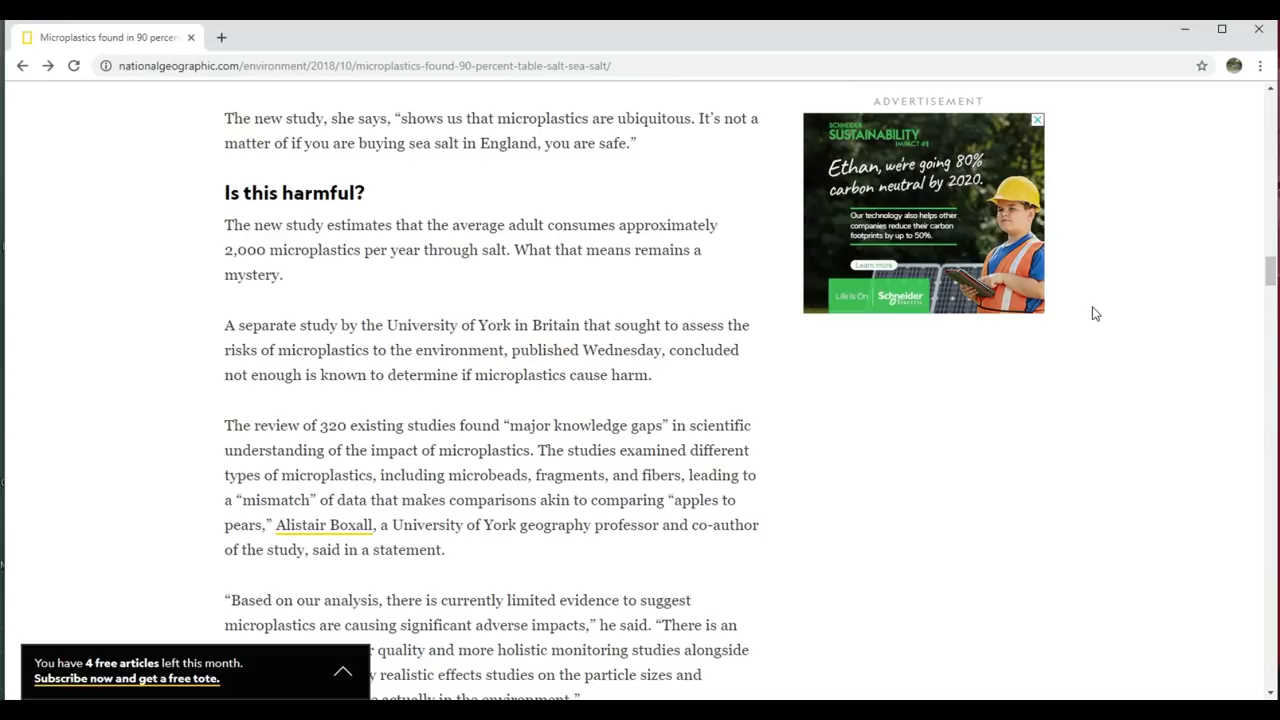 Microplastics found in 90 percen
nationalgeographic.com/environment/2018/10/microplastics-found-90-percent-table-salt-sea-salt/
The new study, she says, “shows us that microplastics are ubiquitous. It’s not a
matter of if you are buying sea salt in England, you are safe.”
Is this harmful?
The new study estimates that the average adult consumes approximately
2,000 microplastics per year through salt. What that means remains a
mystery.
A separate study by the University of York in Britain that sought to assess the
risks of microplastics to the environment, published Wednesday, concluded
not enough is known to determine if microplastics cause harm.
The review of 320 existing studies found “major knowledge gaps” in scientific
understanding of the impact of microplastics. The studies examined different
types of microplastics, including microbeads, fragments, and fibers, leading to
a “mismatch” of data that makes comparisons akin to comparing “apples to
pears,” Alistair Boxall, a University of York geography professor and co-author
of the study, said in a statement.
“Based on our analysis, there is currently limited evidence to suggest
microplastics are causing significant adverse impacts,” he said. “There is an
quality and more holistic monitoring studies alongside
realistic effects studies on the particle sizes and
actually in the environment.”
You have 4 free articles left this month.
Subscribe now and get a free tote.
ADVERTISEMENT
SCHNEIDER
SUSTAINABILITY
IMPACT #1
Ethan, we're going 80%
carbon neutral by 2020.
Our technology also helps other
companies reduce their carbon
footprints by up to 50%.
Learn more
Life Is On
Schneider
Electric